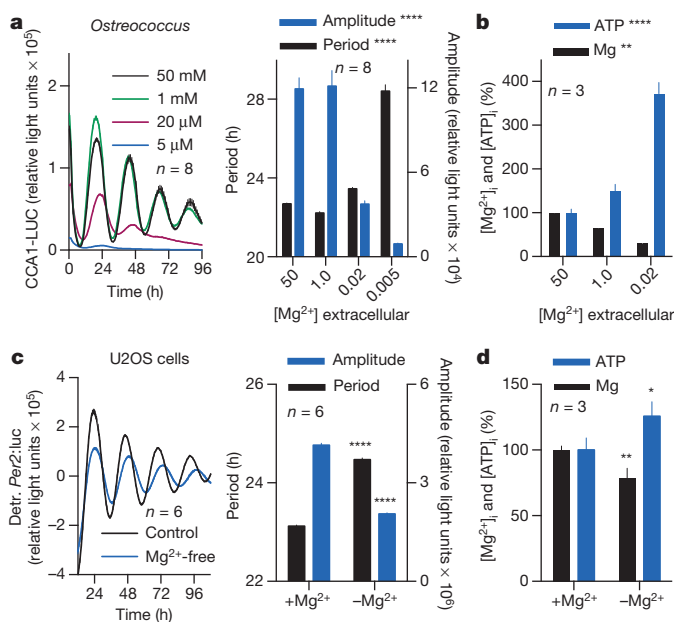 a
Ostreococcus
CCA1-LUC (relative light units × 10⁵)
2
1
0
50 mM
1 mM
20 μM
5 μM
n = 8
0 24 48 72 96
Time (h)
Amplitude ****
Period ****
n = 8
Period (h)
28
24
22
20
Amplitude (relative light units × 10⁴)
12
6
0
50 1.0 0.02 0.005
[Mg²⁺] extracellular
b
ATP ****
Mg **
n = 3
[Mg²⁺]ᵢ and [ATP]ᵢ (%)
400
300
200
100
0
50 1.0 0.02
[Mg²⁺] extracellular
c
U2OS cells
Detr. Per2:luc
(relative light units × 10⁵)
4
2
0
−2
−4
n = 6
Control
Mg²⁺-free
24 48 72 96
Time (h)
Amplitude
Period
n = 6
Period (h)
26
24
22
Amplitude (relative light units × 10⁶)
6
3
0
****
****
+Mg²⁺ −Mg²⁺
d
ATP
Mg
n = 3
[Mg²⁺]ᵢ and [ATP]ᵢ (%)
150
100
50
0
*
**
+Mg²⁺ −Mg²⁺